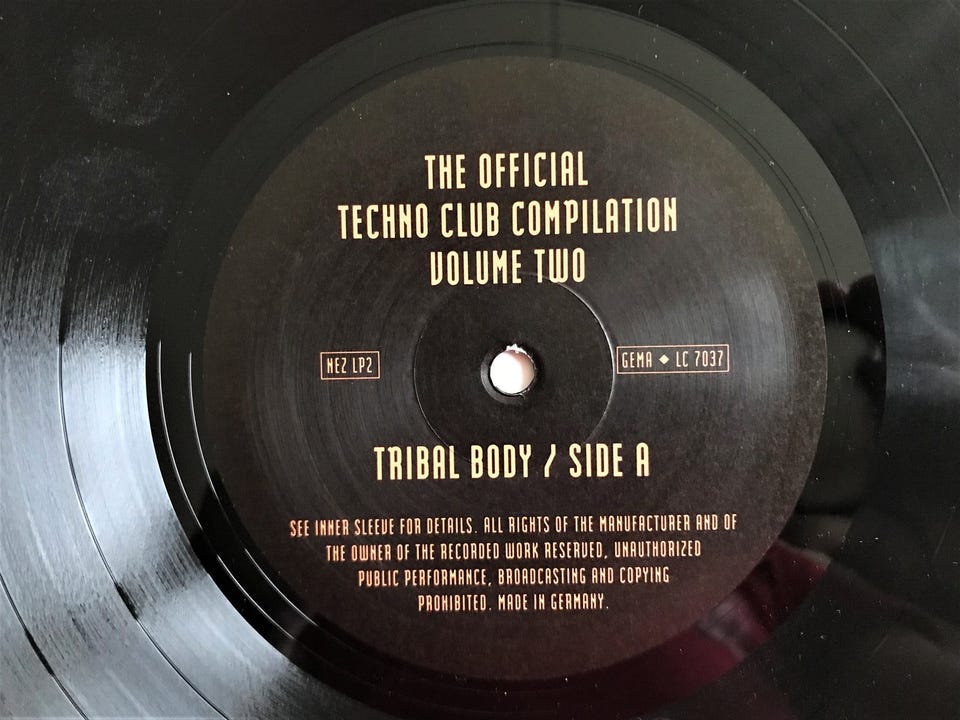 THE OFFICIAL
TECHNO CLUB COMPILATION
VOLUME TWO
NEZ LP2
GEMA ◆ LC 7037
TRIBAL BODY / SIDE A
SEE INNER SLEEVE FOR DETAILS. ALL RIGHTS OF THE MANUFACTURER AND OF
THE OWNER OF THE RECORDED WORK RESERVED, UNAUTHORIZED
PUBLIC PERFORMANCE, BROADCASTING AND COPYING
PROHIBITED. MADE IN GERMANY.